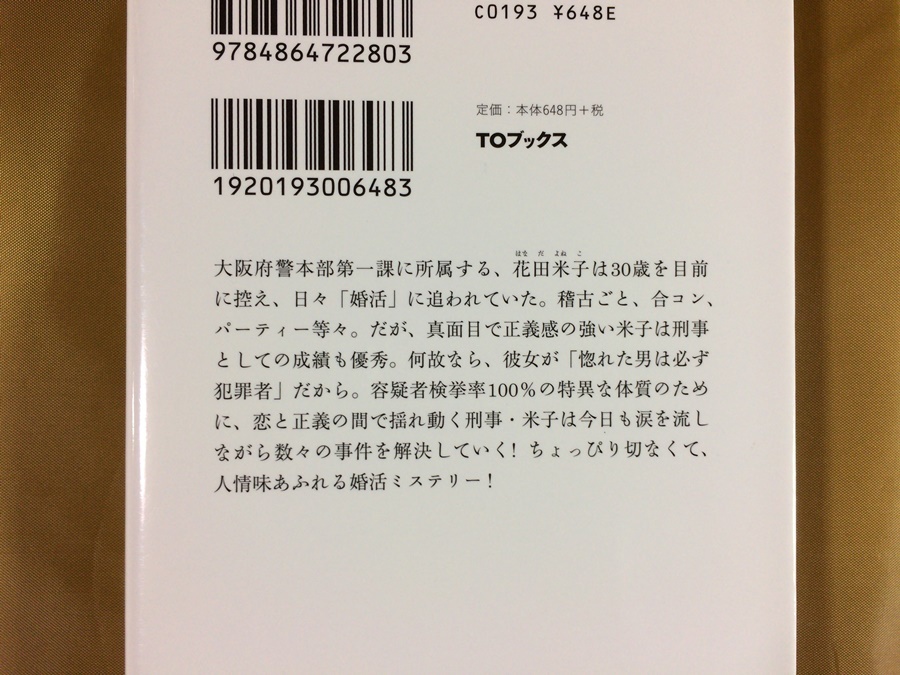 9784864722803
C0193 ¥648E
1920193006483
定価：本体648円＋税
TOブックス
大阪府警本部第一課に所属する、花田米子は30歳を目前
に控え、日々「婚活」に追われていた。稽古ごと、合コン、
パーティー等々。だが、真面目で正義感の強い米子は刑事
としての成績も優秀。何故なら、彼女が「惚れた男は必ず
犯罪者」だから。容疑者検挙率100%の特異な体質のため
に、恋と正義の間で揺れ動く刑事・米子は今日も涙を流し
ながら数々の事件を解決していく! ちょっぴり切なくて、
人情味あふれる婚活ミステリー!
はなだよねこ